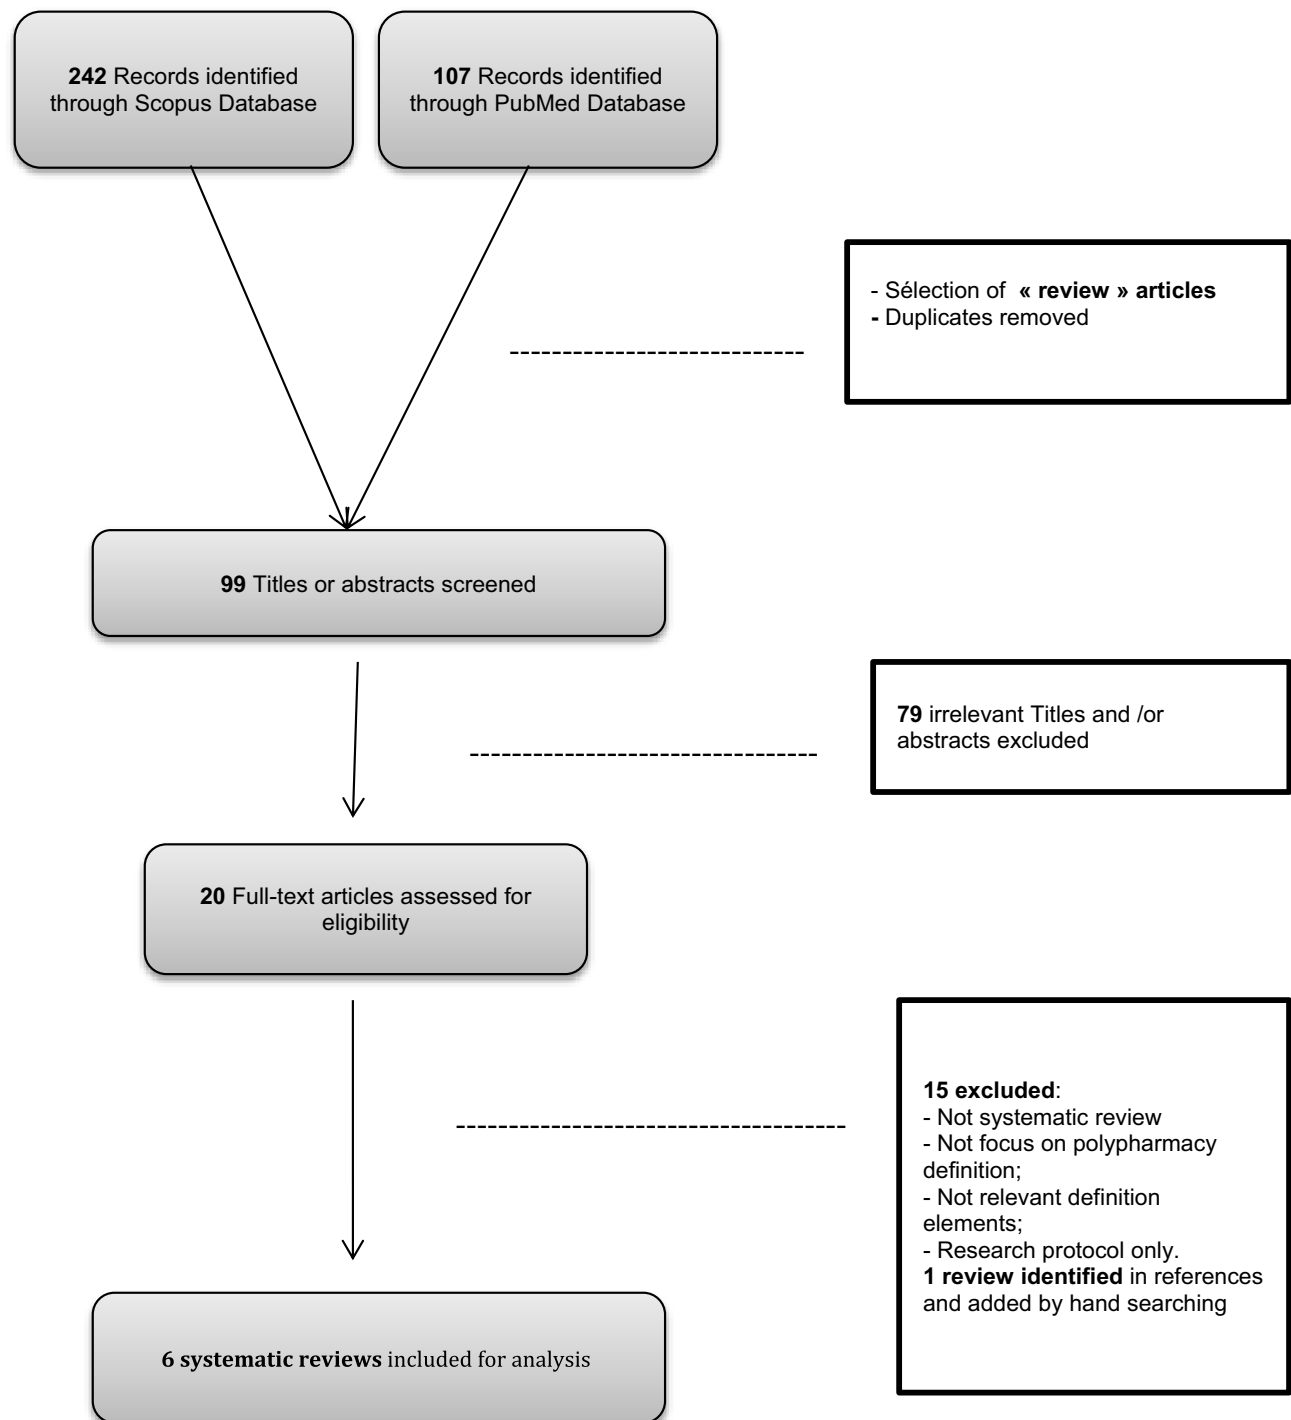 242 Records identified
through Scopus Database
107 Records identified
through PubMed Database
- Sélection of « review » articles
- Duplicates removed
99 Titles or abstracts screened
79 irrelevant Titles and /or
abstracts excluded
20 Full-text articles assessed for
eligibility
15 excluded:
- Not systematic review
- Not focus on polypharmacy
definition;
- Not relevant definition
elements;
- Research protocol only.
1 review identified in references
and added by hand searching
6 systematic reviews included for analysis